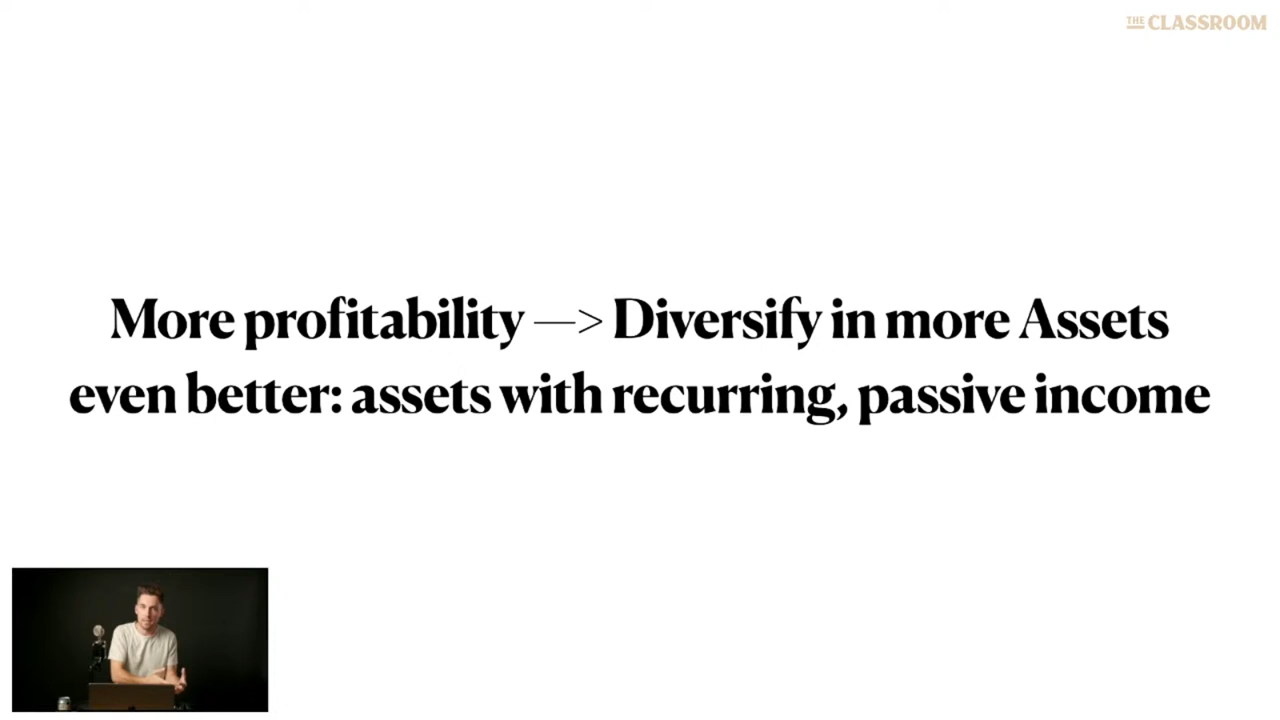 THE CLASSROOM
More profitability —> Diversify in more Assets
even better: assets with recurring, passive income